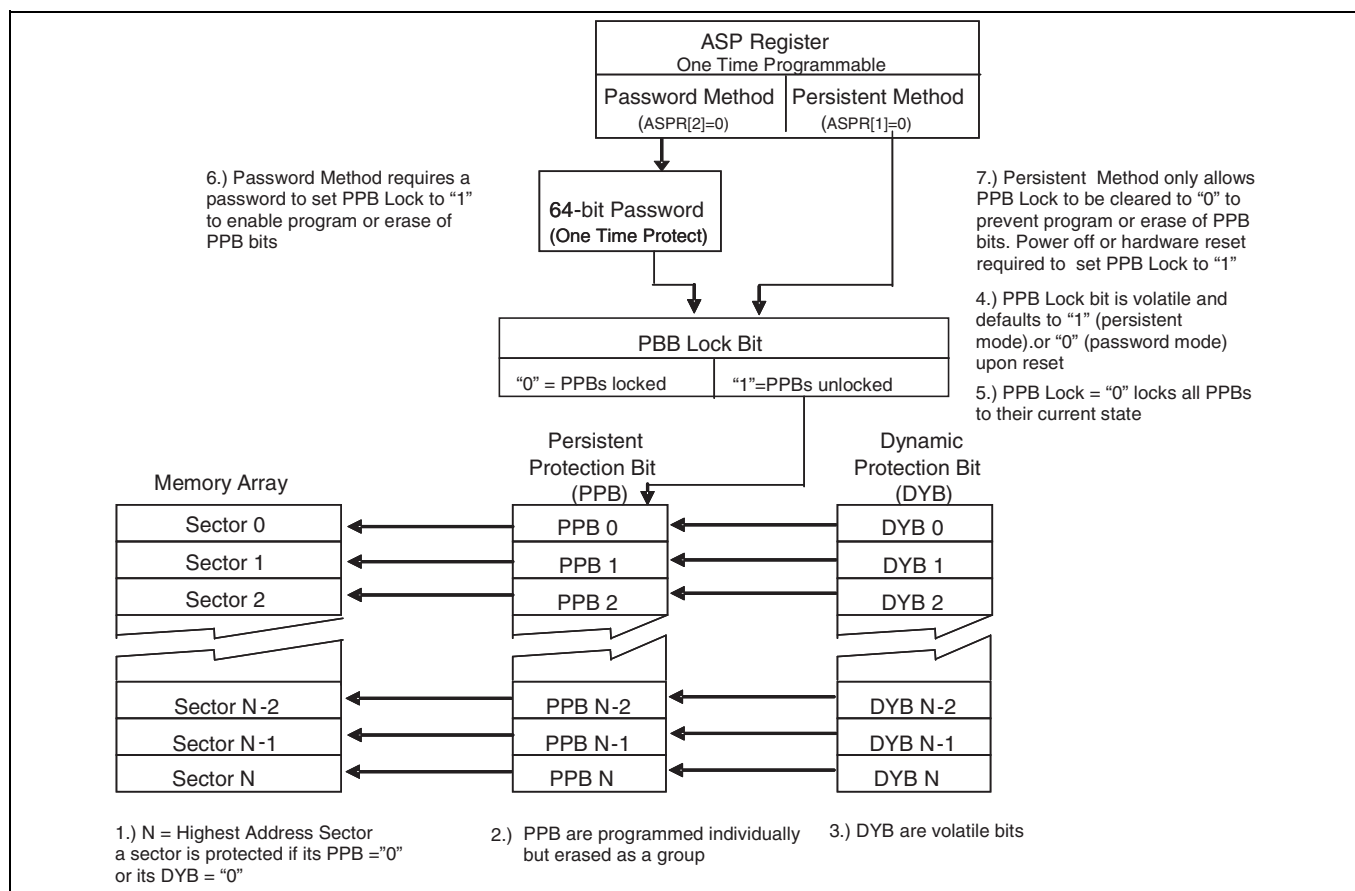 ASP Register
One Time Programmable
Password Method
(ASPR[2]=0)
Persistent Method
(ASPR[1]=0)
6.) Password Method requires a
password to set PPB Lock to “1”
to enable program or erase of
PPB bits
64-bit Password
(One Time Protect)
7.) Persistent Method only allows
PPB Lock to be cleared to “0” to
prevent program or erase of PPB
bits. Power off or hardware reset
required to set PPB Lock to “1”
4.) PPB Lock bit is volatile and
defaults to “1” (persistent
mode).or “0” (password mode)
upon reset
5.) PPB Lock = “0” locks all PPBs
to their current state
PBB Lock Bit
“0” = PPBs locked
“1”=PPBs unlocked
Memory Array
Persistent
Protection Bit
(PPB)
Dynamic
Protection Bit
(DYB)
Sector 0
PPB 0
DYB 0
Sector 1
PPB 1
DYB 1
Sector 2
PPB 2
DYB 2
Sector N-2
PPB N-2
DYB N-2
Sector N-1
PPB N-1
DYB N-1
Sector N
PPB N
DYB N
1.) N = Highest Address Sector
a sector is protected if its PPB =”0”
or its DYB = “0”
2.) PPB are programmed individually
but erased as a group
3.) DYB are volatile bits